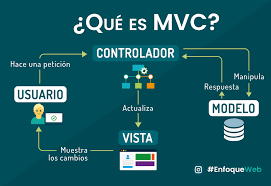 ¿QUÉ ES MVC?
CONTROLADOR
Hace una petición
Respuesta
Manipula
USUARIO
MODELO
Actualiza
VISTA
Muestra
los cambios
#EnfoqueWeb